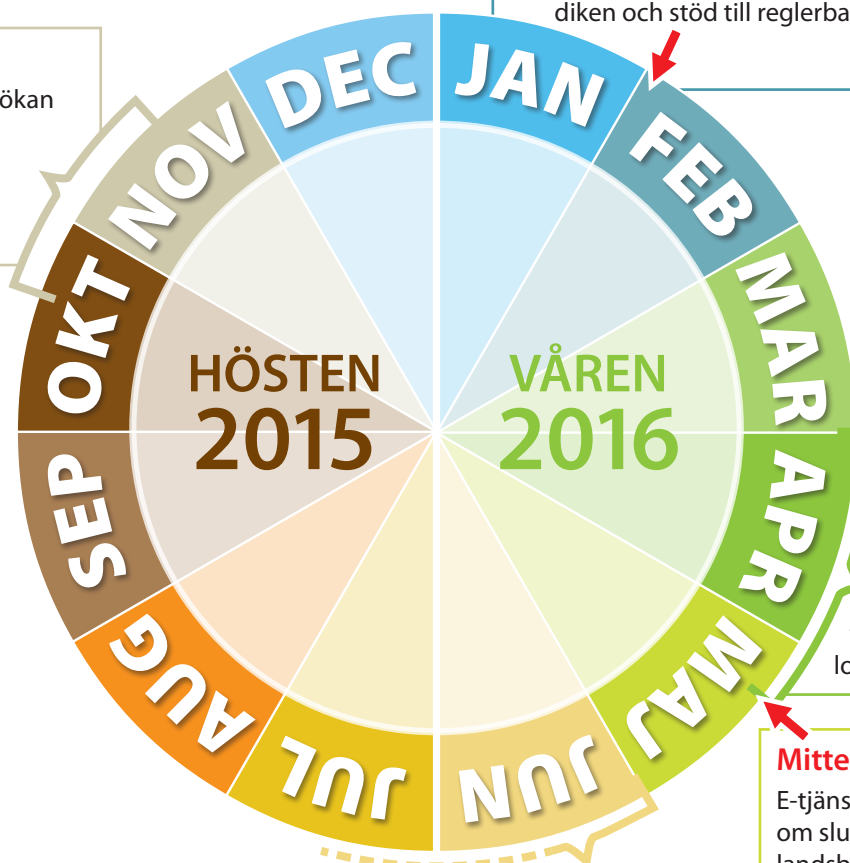 diken och stöd till reglerba
ökan
DEC
JAN
NOV
FEB
OKT
MAR
HÖSTEN
2015
VÅREN
2016
SEP
APR
AUG
MAJ
JUL
JUN
lo
Mitte
E-tjäns
om slu